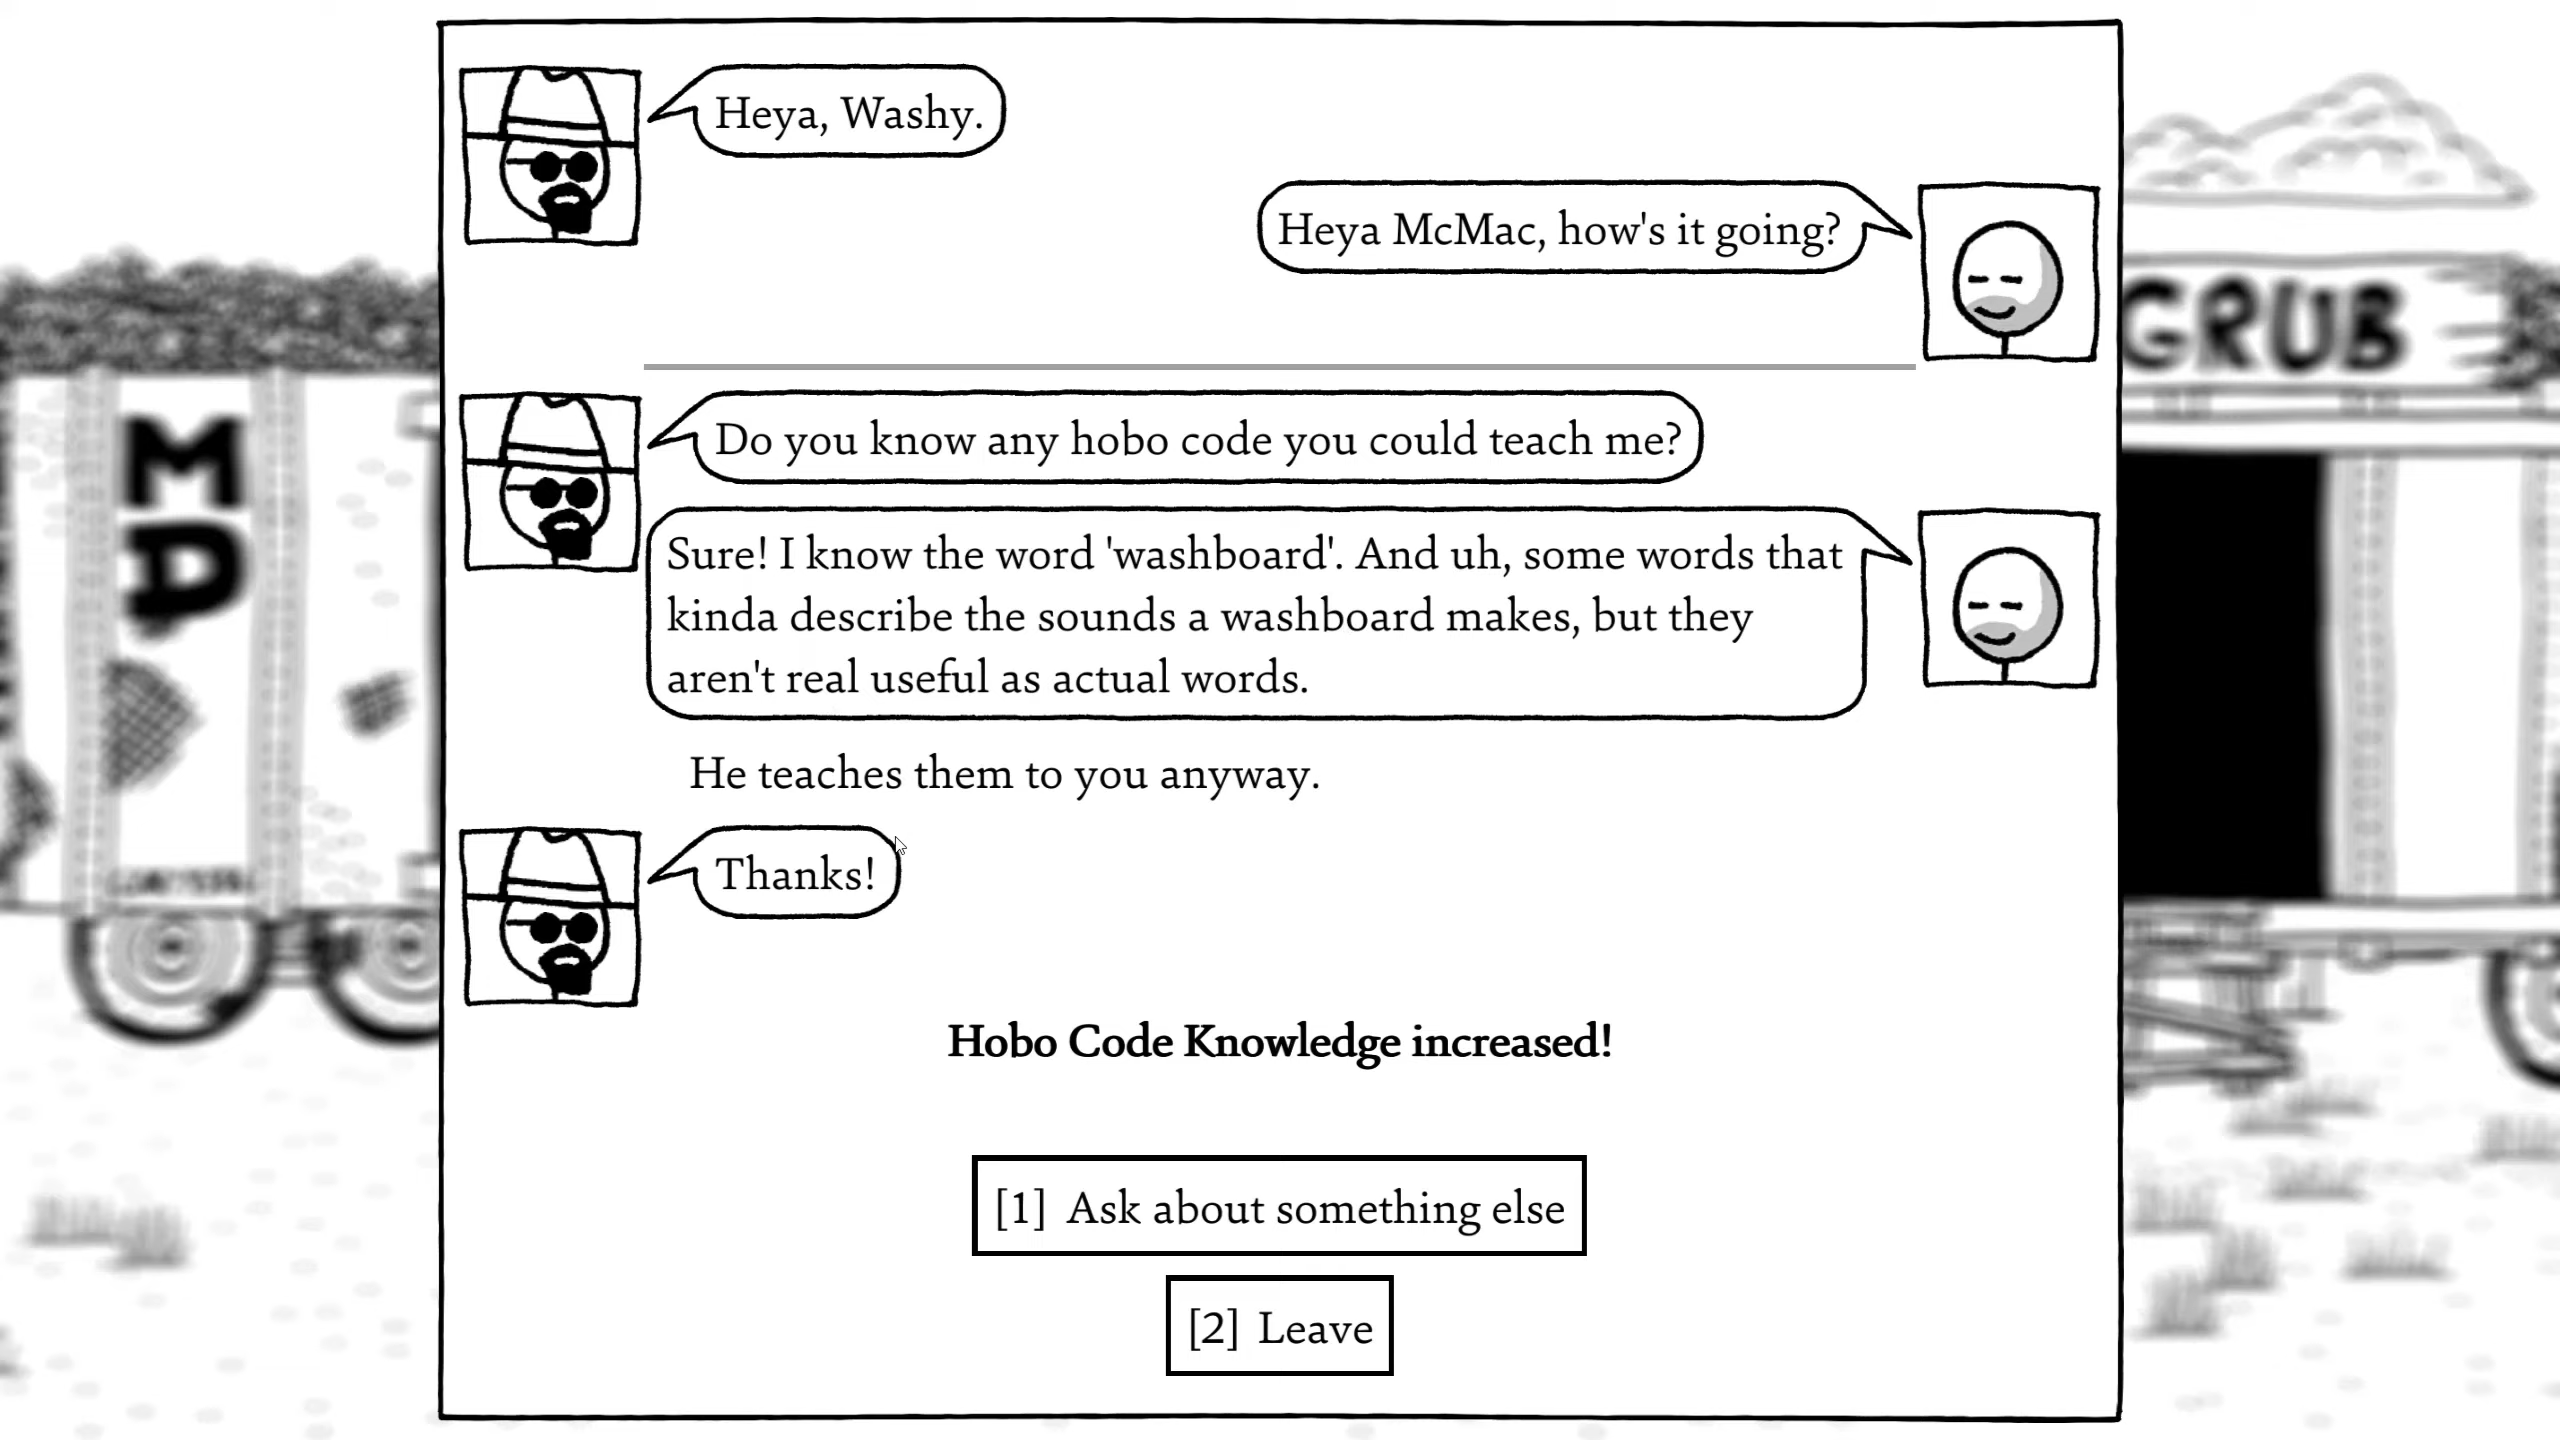 Heya, Washy.
Heya McMac, how's it going?
Do you know any hobo code you could teach me?
Sure! I know the word 'washboard'. And uh, some words that
kinda describe the sounds a washboard makes, but they
aren't real useful as actual words.
He teaches them to you anyway.
Thanks!
Hobo Code Knowledge increased!
[1] Ask about something else
[2] Leave
M
D
GRUB